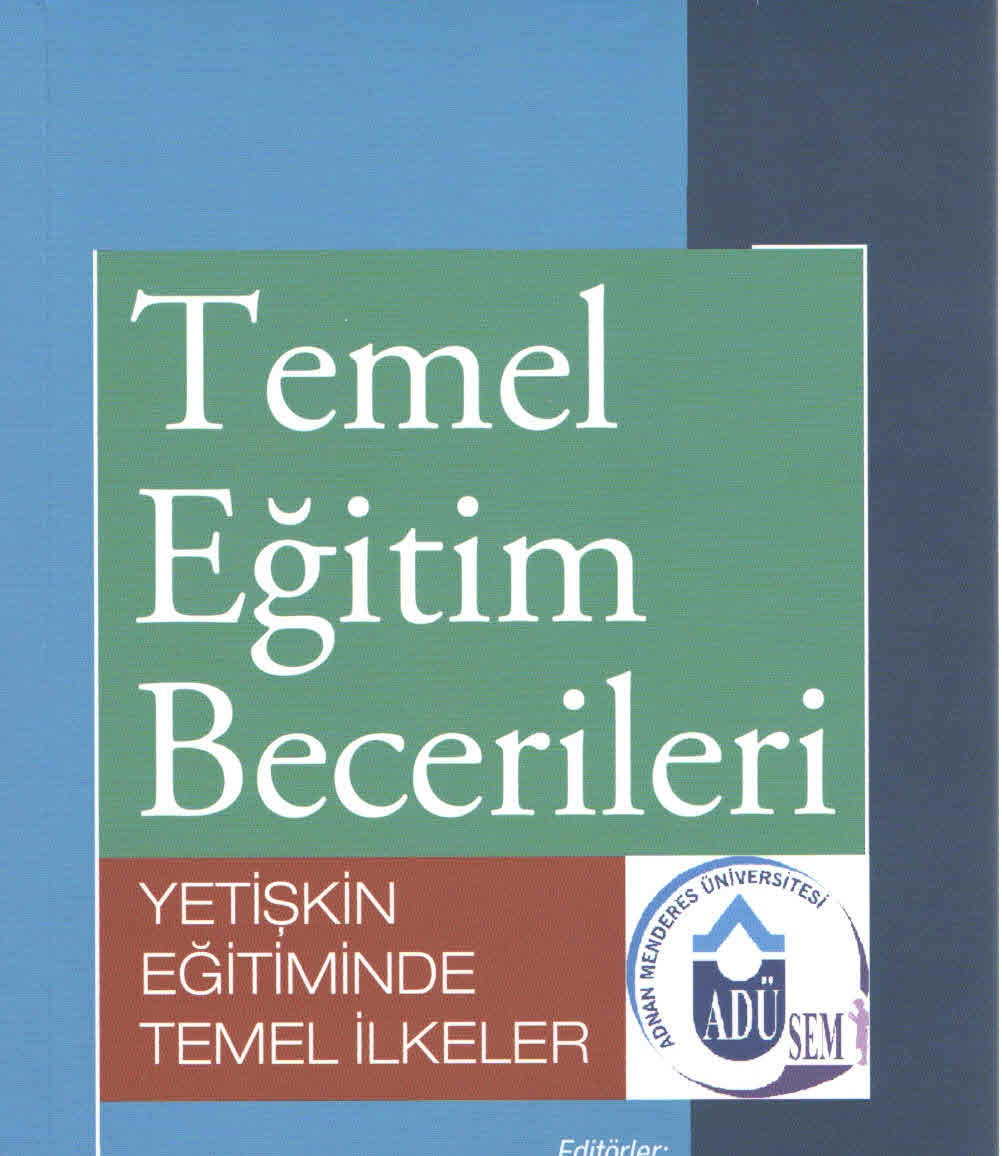 Temel
Eğitim
Becerileri
YETİŞKİN
EĞİTİMİNDE
TEMEL İLKELER
ADNAN MENDERES ÜNİVERSİTESİ
ADÜ
SEM
Editörler: